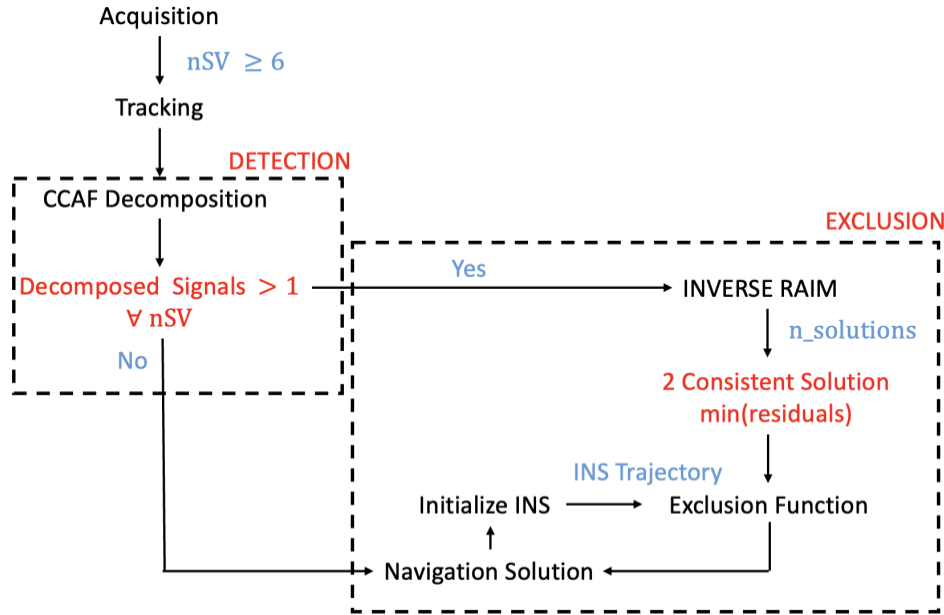 Acquisition
nSV ≥ 6
Tracking
DETECTION
CCAF Decomposition
EXCLUSION
Decomposed Signals > 1
∀ nSV
Yes
INVERSE RAIM
n_solutions
No
2 Consistent Solution
min(residuals)
INS Trajectory
Initialize INS
Exclusion Function
Navigation Solution